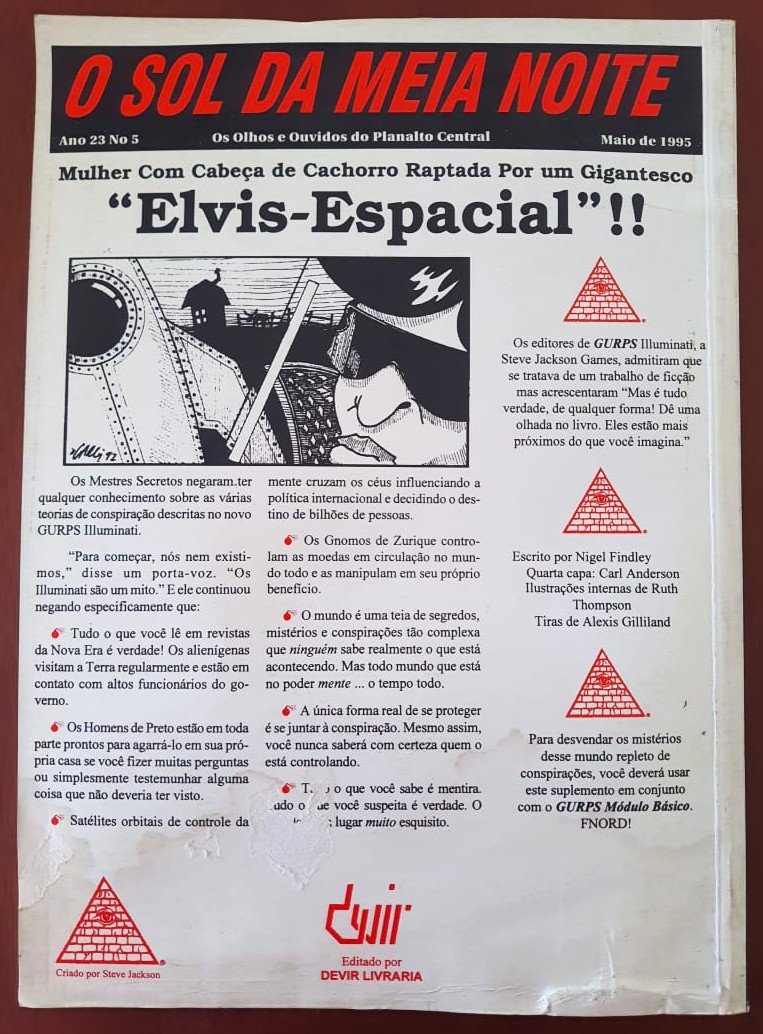 O SOL DA MEIA NOITE
Ano 23 No 5
Os Olhos e Ouvidos do Planalto Central
Maio de 1995
Mulher Com Cabeça de Cachorro Raptada Por um Gigantesco
“Elvis-Espacial”!!
Os Mestres Secretos negaram ter
qualquer conhecimento sobre as várias
teorias de conspiração descritas no novo
GURPS Illuminati.
“Para começar, nós nem existi-
mos,” disse um porta-voz. “Os
Illuminati são um mito.” E ele continuou
negando especificamente que:
Tudo o que você lê em revistas
da Nova Era é verdade! Os alienígenas
visitam a Terra regularmente e estão em
contato com altos funcionários do go-
verno.
Os Homens de Preto estão em toda
parte prontos para agarrá-lo em sua pró-
pria casa se você fizer muitas perguntas
ou simplesmente testemunhar alguma
coisa que não deveria ter visto.
Satélites orbitais de controle da
mente cruzam os céus influenciando a
política internacional e decidindo o des-
tino de bilhões de pessoas.
Os Gnomos de Zurique contro-
lam as moedas em circulação no mun-
do todo e as manipulam em seu próprio
benefício.
O mundo é uma teia de segredos,
mistérios e conspirações tão complexa
que ninguém sabe realmente o que está
acontecendo. Mas todo mundo que está
no poder mente ... o tempo todo.
A única forma real de se proteger
é se juntar à conspiração. Mesmo assim,
você nunca saberá com certeza quem o
está controlando.
o que você sabe é mentira.
o você suspeita é verdade. O
lugar muito esquisito.
Os editores de GURPS Illuminati, a
Steve Jackson Games, admitiram que
se tratava de um trabalho de ficção
mas acrescentaram “Mas é tudo
verdade, de qualquer forma! Dê uma
olhada no livro. Eles estão mais
próximos do que você imagina.”
Escrito por Nigel Findley
Quarta capa: Carl Anderson
Ilustrações internas de Ruth
Thompson
Tiras de Alexis Gilliland
Para desvendar os mistérios
desse mundo repleto de
conspirações, você deverá usar
este suplemento em conjunto
com o GURPS Módulo Básico.
FNORD!
Criado por Steve Jackson
devir
Editado por
DEVIR LIVRARIA